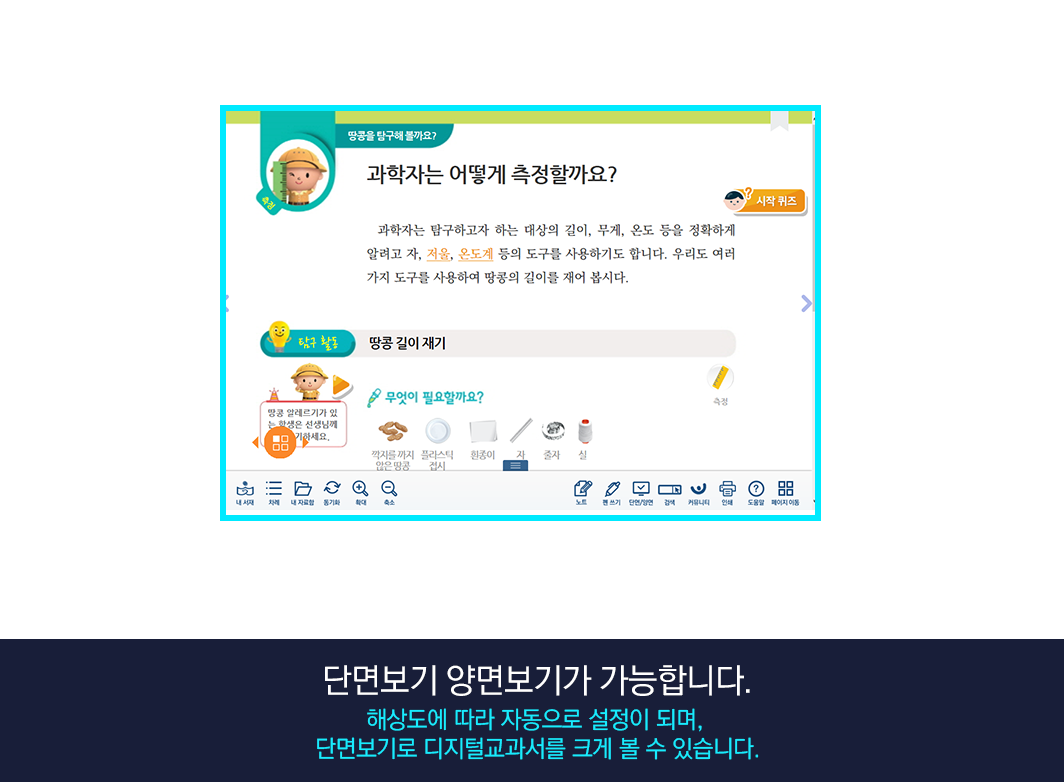 땅콩을 탐구해 볼까요?
측정
과학자는 어떻게 측정할까요?
시작 퀴즈
과학자는 탐구하고자 하는 대상의 길이, 무게, 온도 등을 정확하게
알려고 자, 저울, 온도계 등의 도구를 사용하기도 합니다. 우리도 여러
가지 도구를 사용하여 땅콩의 길이를 재어 봅시다.
탐구 활동
땅콩 길이 재기
측정
무엇이 필요할까요?
땅콩 알레르기가 있
는 학생은 선생님께
기하세요.
깍지를 까지
않은 땅콩
플라스틱
접시
흰종이
자
줄자
실
내 서재 차례 내 자료함 동기화 확대 축소 노트 펜 쓰기 단면/양면 검색 커뮤니티 인쇄 도움말 페이지 이동
단면보기 양면보기가 가능합니다.
해상도에 따라 자동으로 설정이 되며,
단면보기로 디지털교과서를 크게 볼 수 있습니다.